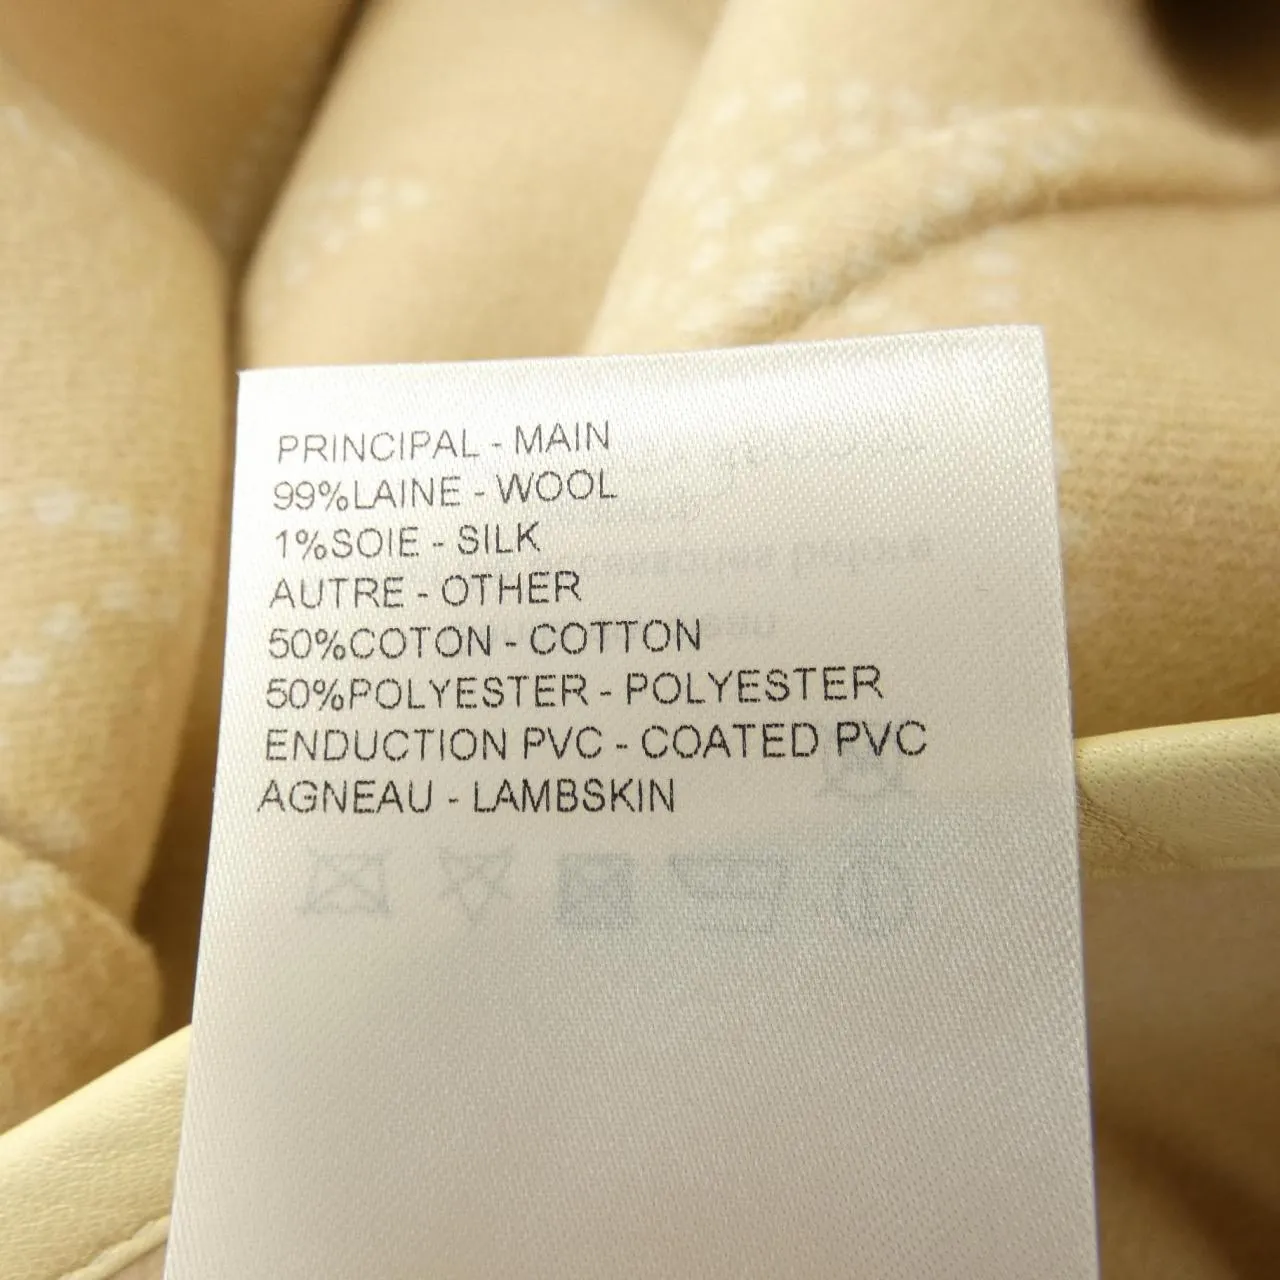 PRINCIPAL - MAIN
99%LAINE - WOOL
1%SOIE - SILK
AUTRE - OTHER
50%COTON - COTTON
50%POLYESTER - POLYESTER
ENDUCTION PVC - COATED PVC
AGNEAU - LAMBSKIN